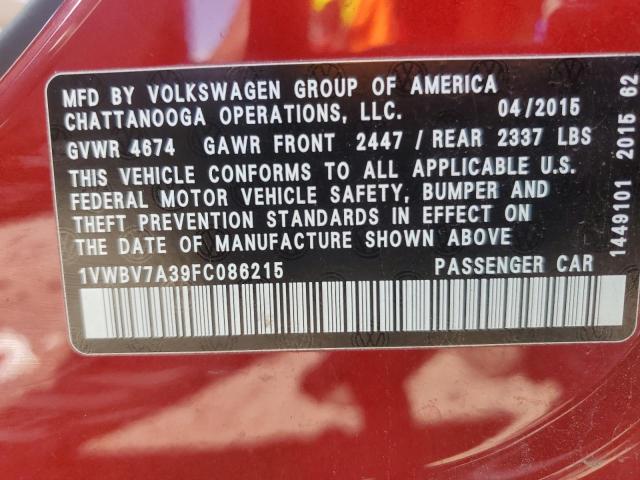 MFD BY VOLKSWAGEN GROUP OF AMERICA
CHATTANOOGA OPERATIONS, LLC. 04/2015
GVWR 4674 GAWR FRONT 2447 / REAR 2337 LBS
THIS VEHICLE CONFORMS TO ALL APPLICABLE U.S.
FEDERAL MOTOR VEHICLE SAFETY, BUMPER AND
THEFT PREVENTION STANDARDS IN EFFECT ON
THE DATE OF MANUFACTURE SHOWN ABOVE
1VWBV7A39FC086215 PASSENGER CAR
1449101 2015 62